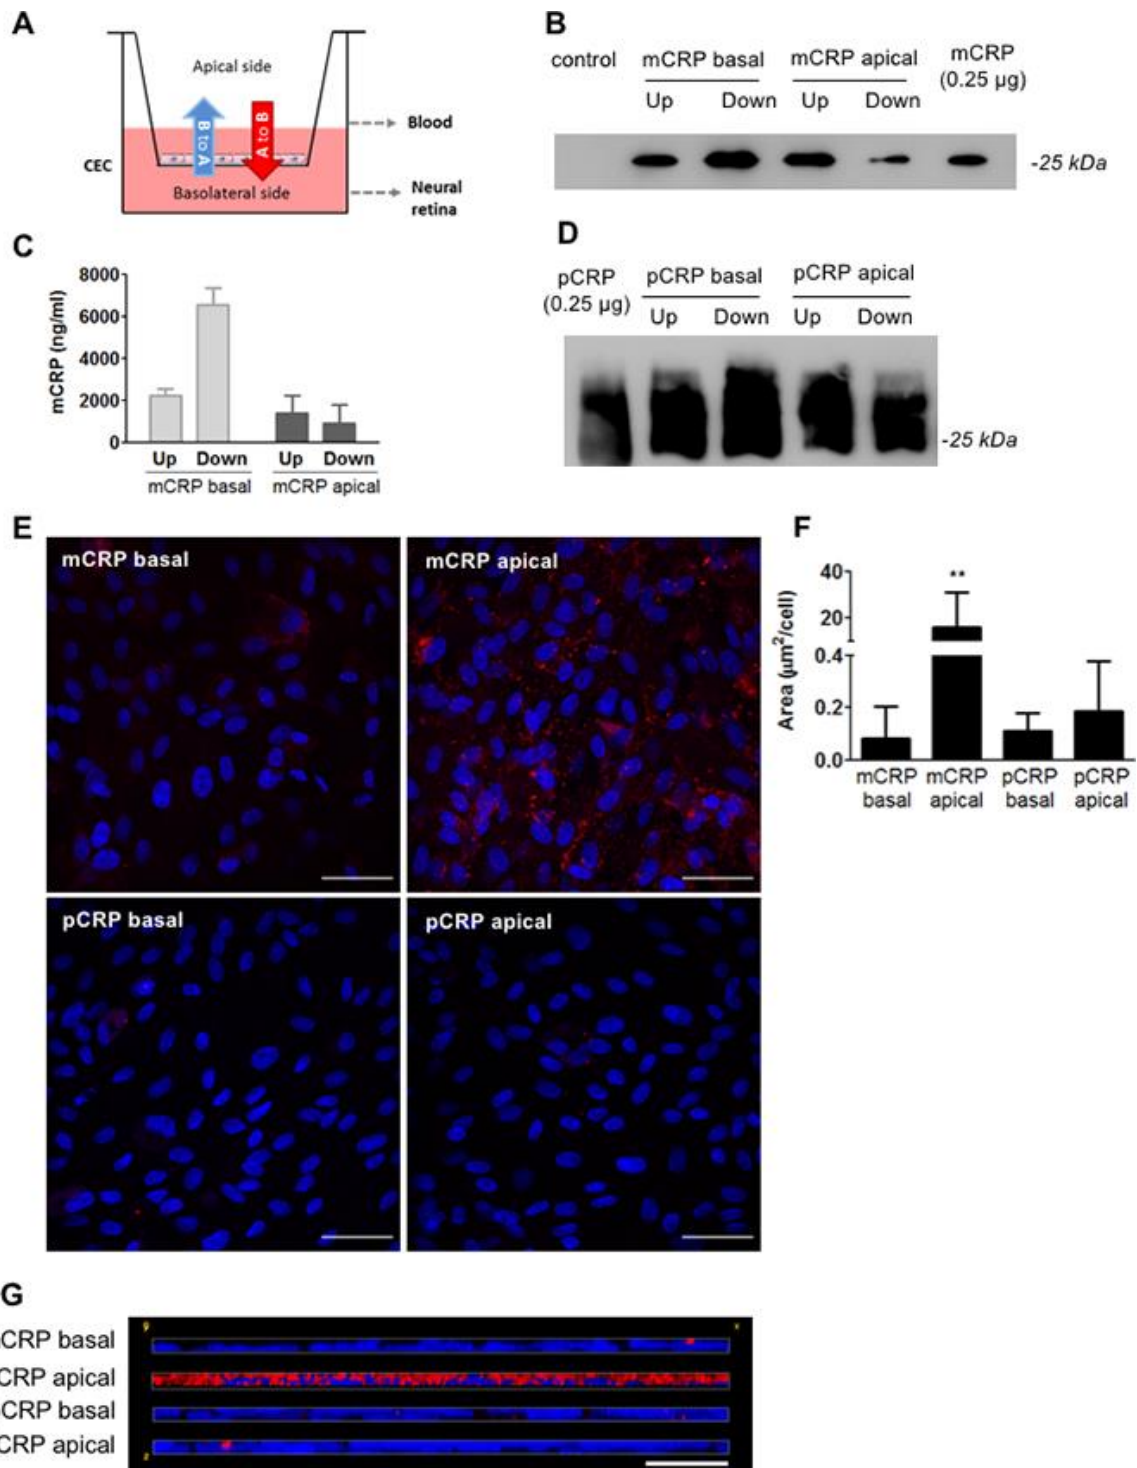 A
Apical side
B to A
A to B
Blood
CEC
Basolateral side
Neural
retina
B
control
mCRP basal
mCRP apical
mCRP
(0.25 µg)
Up
Down
Up
Down
-25 kDa
C
8000
6000
4000
2000
0
mCRP (ng/ml)
Up
Down
Up
Down
mCRP basal
mCRP apical
D
pCRP
(0.25 µg)
pCRP basal
pCRP apical
Up
Down
Up
Down
-25 kDa
E
mCRP basal
mCRP apical
pCRP basal
pCRP apical
F
40
20
0.4
0.2
0.0
Area (µm²/cell)
**
mCRP
basal
mCRP
apical
pCRP
basal
pCRP
apical
G
CRP basal
CRP apical
CRP basal
CRP apical
x
z